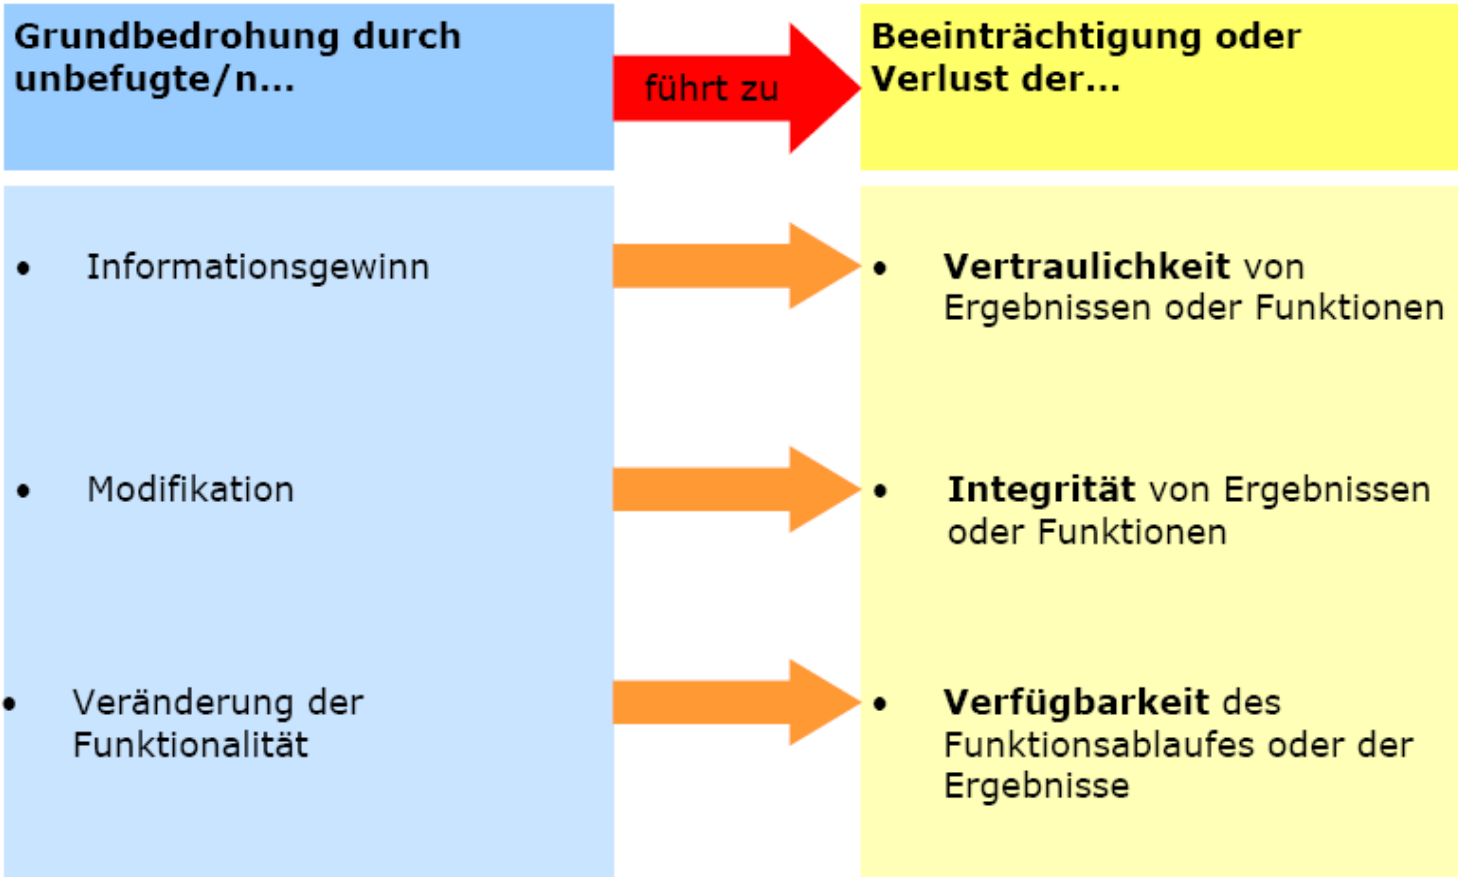 Grundbedrohung durch
unbefugte/n...
führt zu
Beeinträchtigung oder
Verlust der...
• Informationsgewinn
• Vertraulichkeit von
Ergebnissen oder Funktionen
• Modifikation
• Integrität von Ergebnissen
oder Funktionen
• Veränderung der
Funktionalität
• Verfügbarkeit des
Funktionsablaufes oder der
Ergebnisse